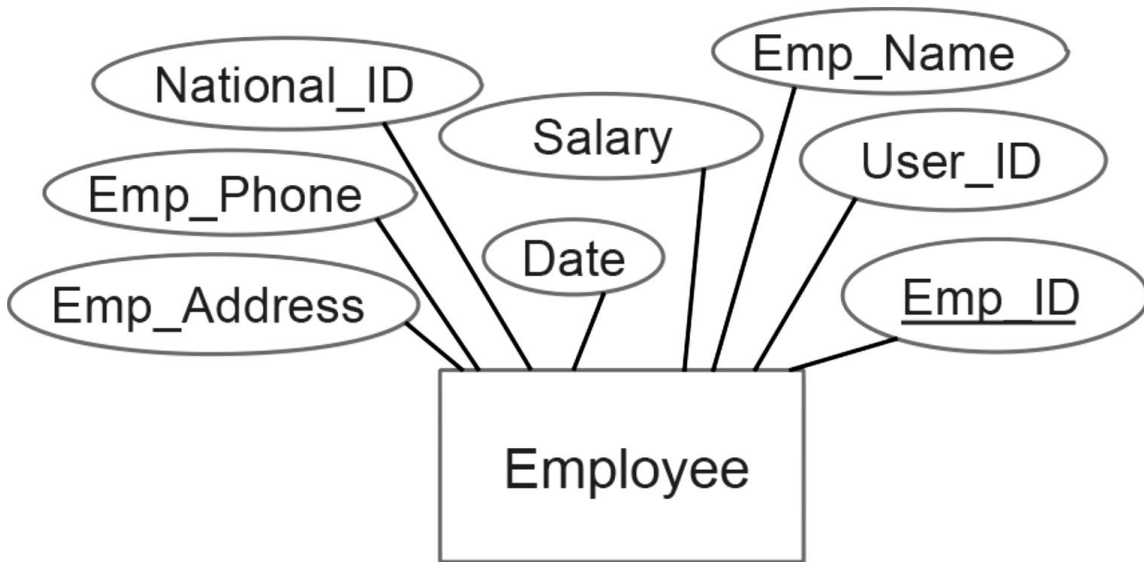 Emp_Name
National_ID
Salary
User_ID
Emp_Phone
Date
Emp_Address
Emp_ID
Employee